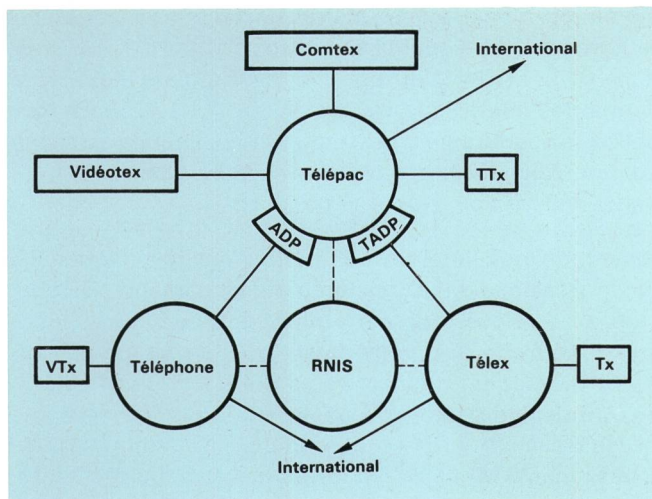 Comtex
International
Vidéotex
Télépac
TTx
ADP
TADP
VTx
Téléphone
RNIS
Télex
Tx
International